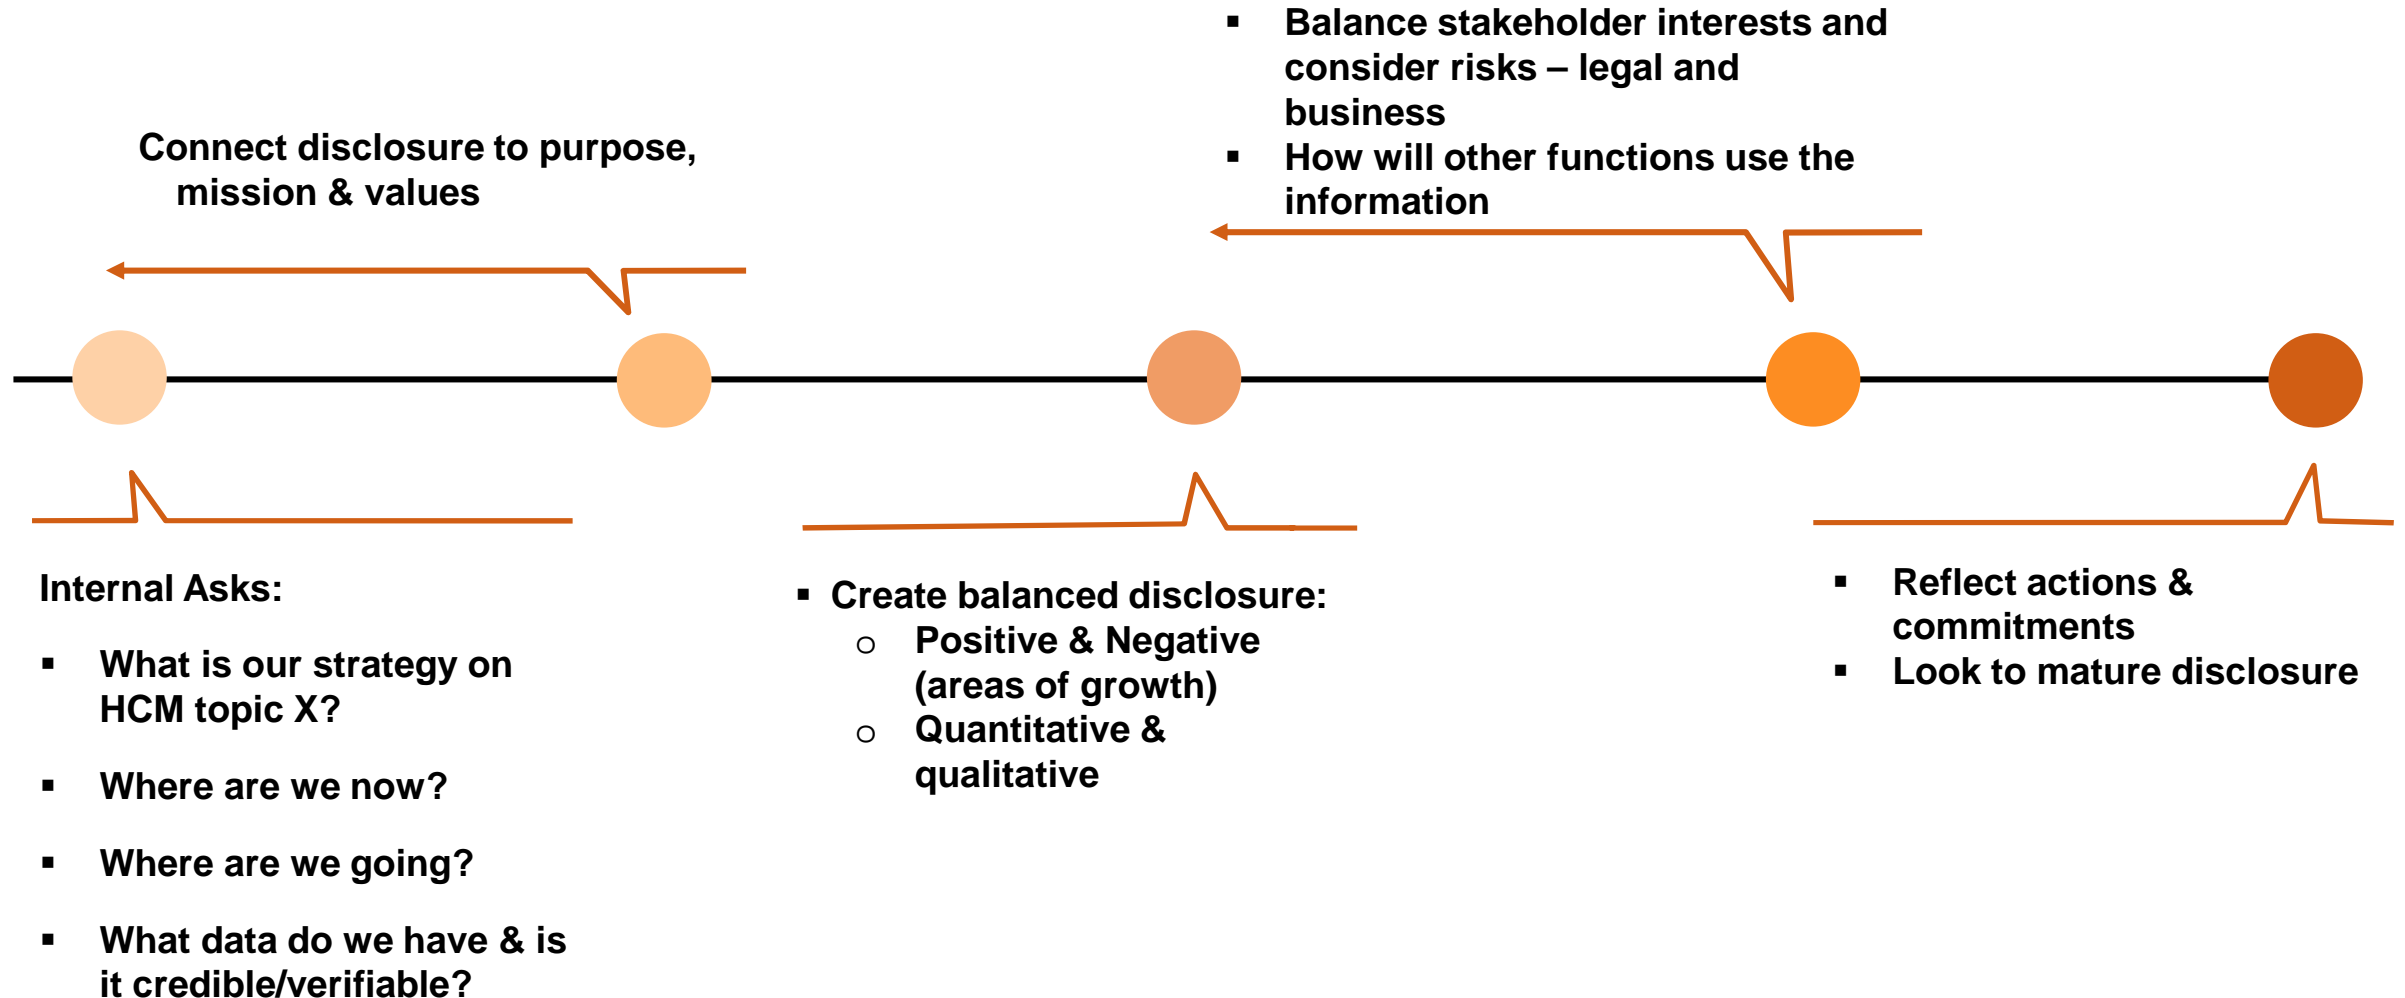 Connect disclosure to purpose,
mission & values
▪ Balance stakeholder interests and
consider risks – legal and
business
▪ How will other functions use the
information
Internal Asks:
▪ What is our strategy on
HCM topic X?
▪ Where are we now?
▪ Where are we going?
▪ What data do we have & is
it credible/verifiable?
▪ Create balanced disclosure:
o Positive & Negative
(areas of growth)
o Quantitative &
qualitative
▪ Reflect actions &
commitments
▪ Look to mature disclosure